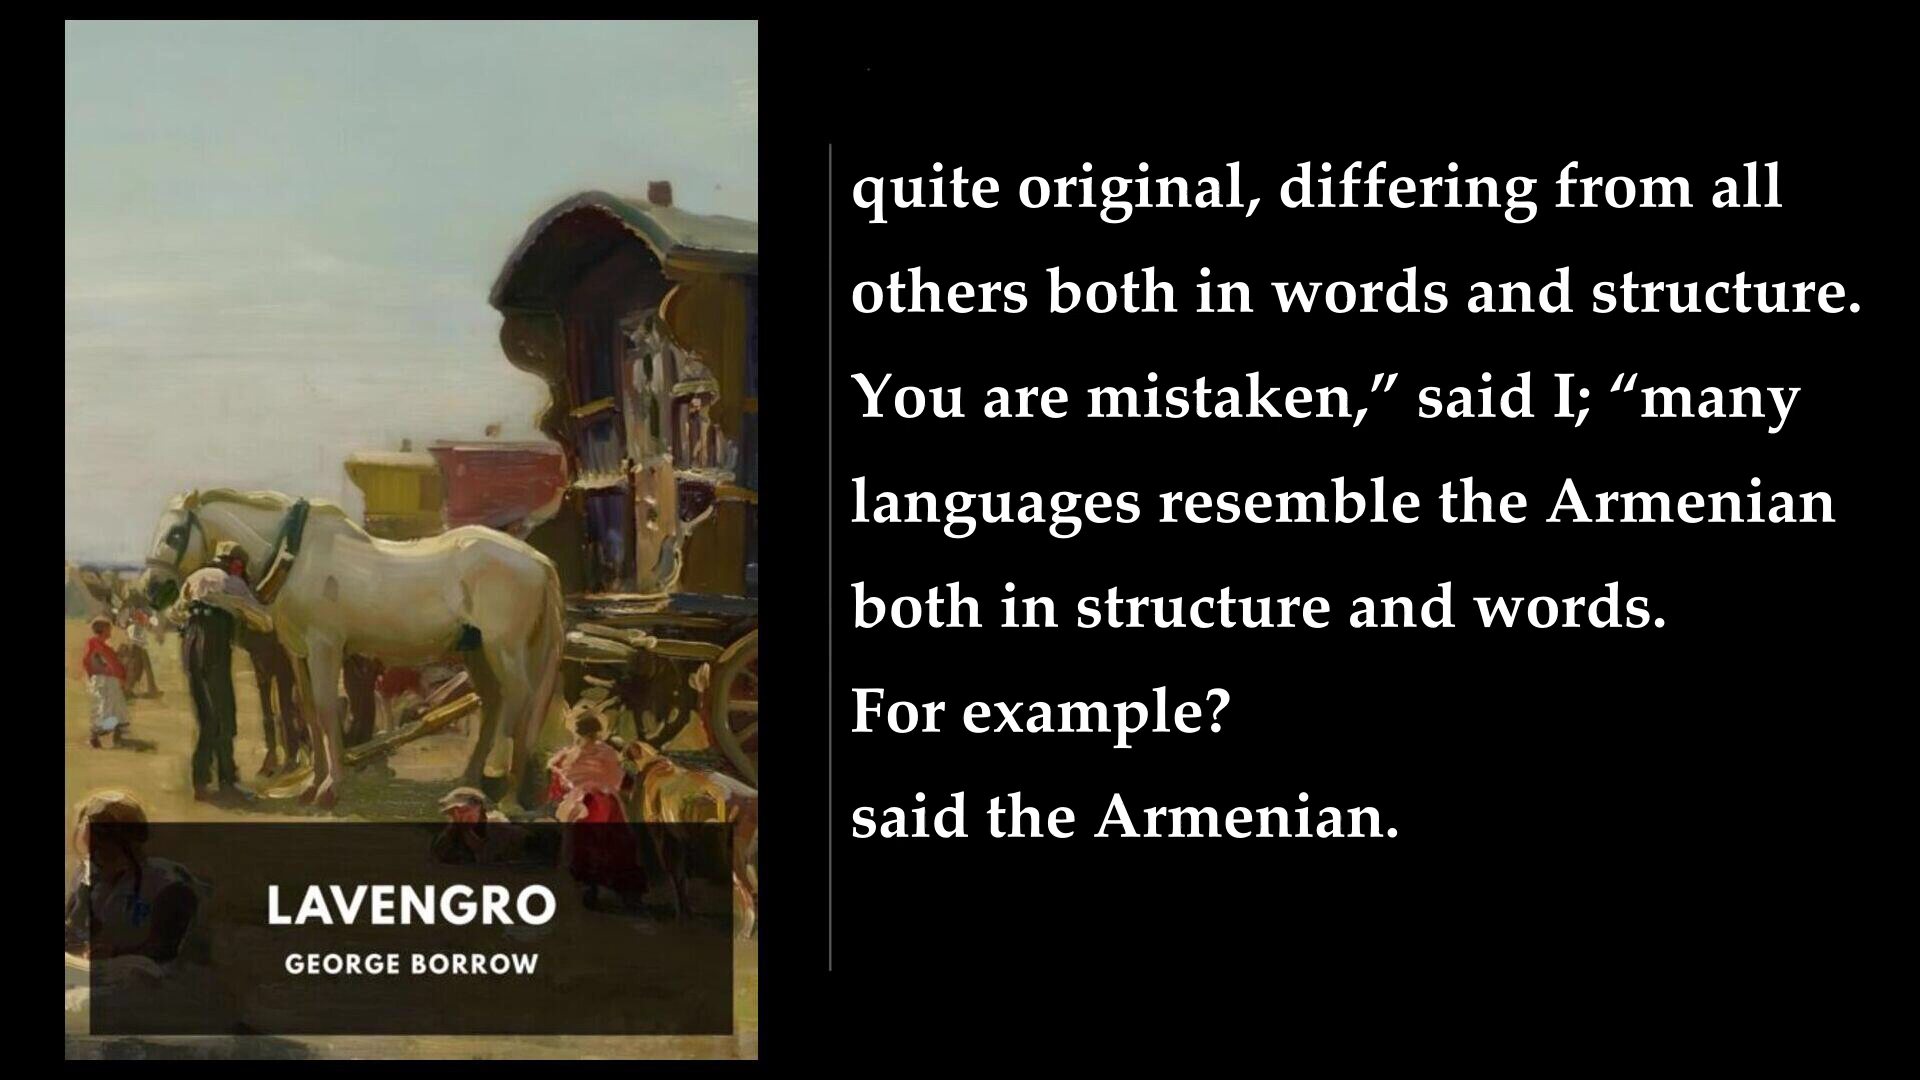 LAVENGRO
GEORGE BORROW
quite original, differing from all
others both in words and structure.
You are mistaken,” said I; “many
languages resemble the Armenian
both in structure and words.
For example?
said the Armenian.